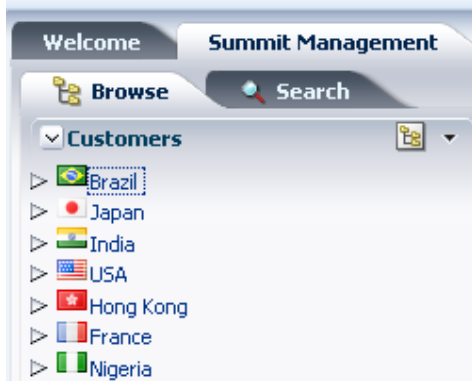 Welcome Summit Management
Browse Search
Customers
Brazil
Japan
India
USA
Hong Kong
France
Nigeria